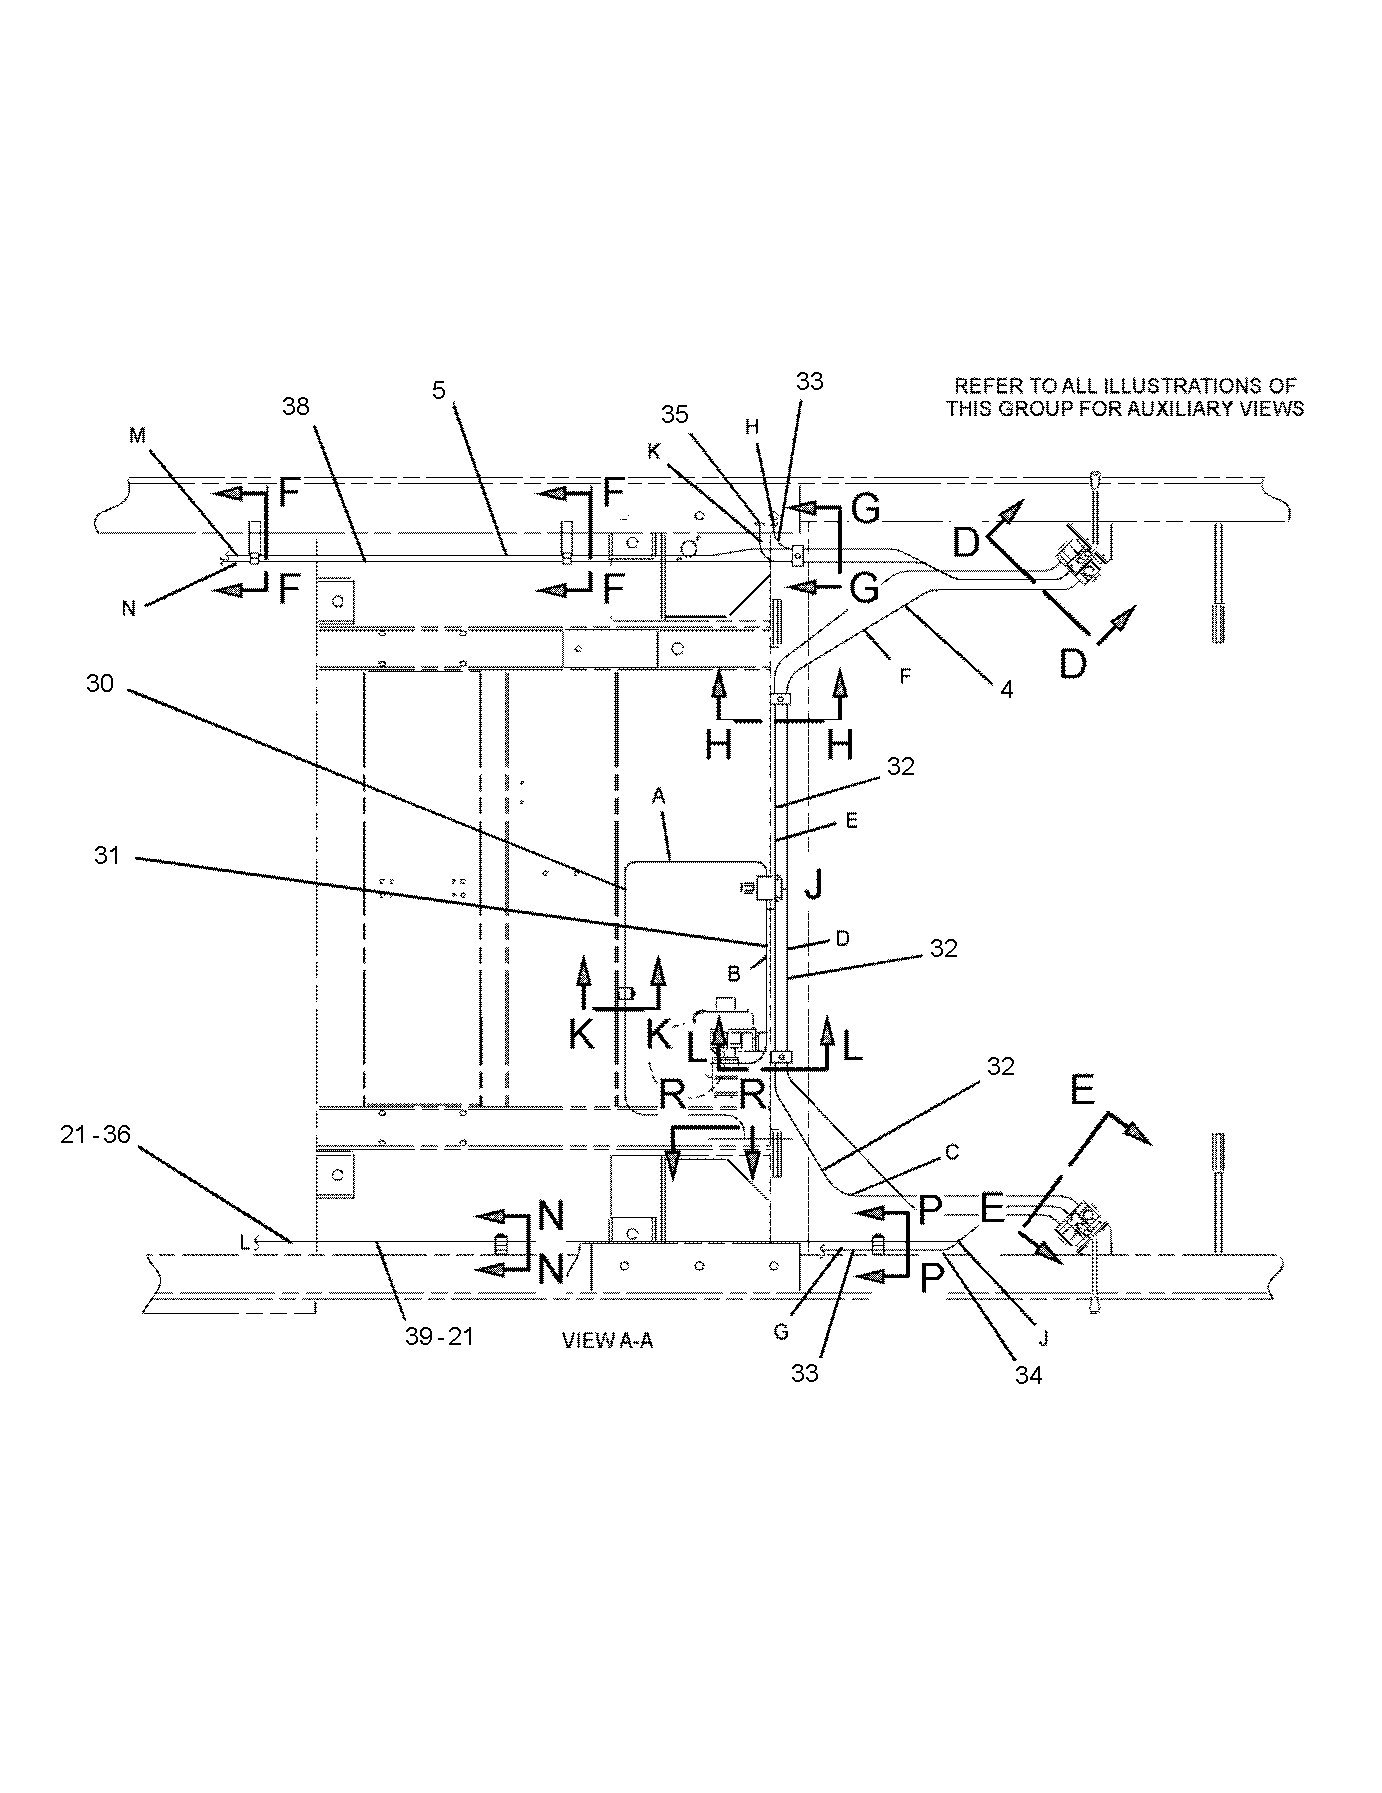 REFER TO ALL ILLUSTRATIONS OF
THIS GROUP FOR AUXILIARY VIEWS
33
5
38
35
H
M
K
F
F
G
D
F
F
G
N
D
F
4
30
H
H
32
A
E
31
J
D
32
B
K
K
L
L
32
R
R
E
21-36
C
N
P
E
L
N
P
39-21
VIEW A-A
G
J
33
34